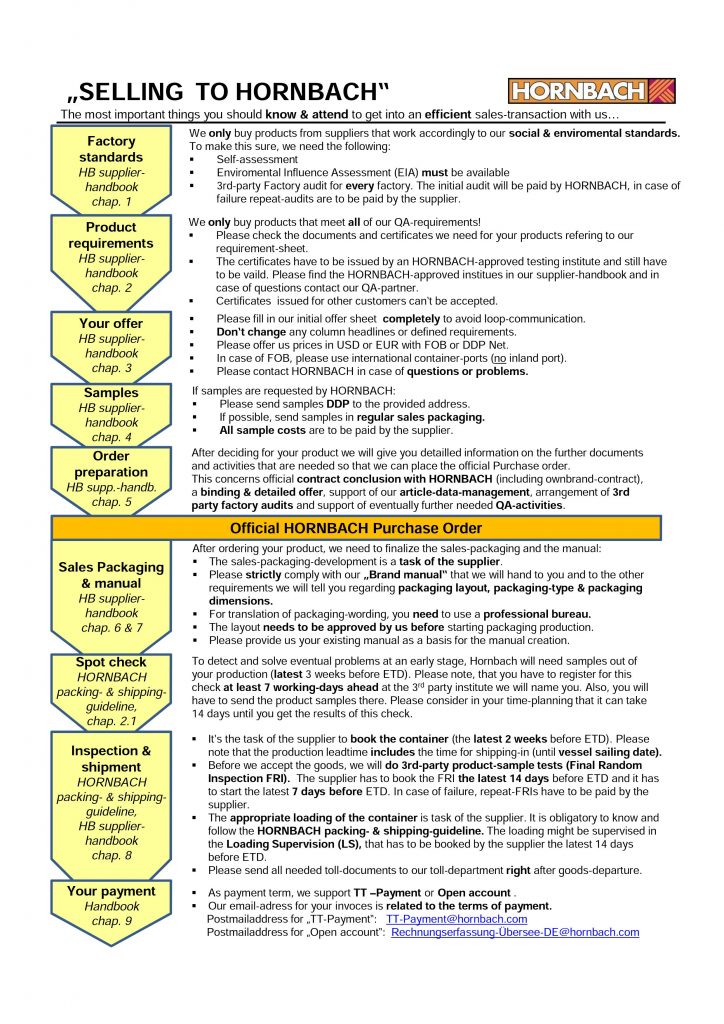 „SELLING TO HORNBACH“
HORNBACH
The most important things you should know & attend to get into an efficient sales-transaction with us…
Factory
standards
HB supplier-
handbook
chap. 1
We only buy products from suppliers that work accordingly to our social & enviromental standards.
To make this sure, we need the following:
▪ Self-assessment
▪ Enviromental Influence Assessment (EIA) must be available
▪ 3rd-party Factory audit for every factory. The initial audit will be paid by HORNBACH, in case of
failure repeat-audits are to be paid by the supplier.
Product
requirements
HB supplier-
handbook
chap. 2
We only buy products that meet all of our QA-requirements!
▪ Please check the documents and certificates we need for your products refering to our
requirement-sheet.
▪ The certificates have to be issued by an HORNBACH-approved testing institute and still have
to be vaild. Please find the HORNBACH-approved institues in our supplier-handbook and in
case of questions contact our QA-partner.
▪ Certificates issued for other customers can’t be accepted.
Your offer
HB supplier-
handbook
chap. 3
▪ Please fill in our initial offer sheet completely to avoid loop-communication.
▪ Don’t change any column headlines or defined requirements.
▪ Please offer us prices in USD or EUR with FOB or DDP Net.
▪ In case of FOB, please use international container-ports (no inland port).
▪ Please contact HORNBACH in case of questions or problems.
Samples
HB supplier-
handbook
chap. 4
If samples are requested by HORNBACH:
▪ Please send samples DDP to the provided address.
▪ If possible, send samples in regular sales packaging.
▪ All sample costs are to be paid by the supplier.
Order
preparation
HB supp.-handb.
chap. 5
After deciding for your product we will give you detailled information on the further documents
and activities that are needed so that we can place the official Purchase order.
This concerns official contract conclusion with HORNBACH (including ownbrand-contract),
a binding & detailed offer, support of our article-data-management, arrangement of 3rd
party factory audits and support of eventually further needed QA-activities.
Official HORNBACH Purchase Order
Sales Packaging
& manual
HB supplier-
handbook
chap. 6 & 7
After ordering your product, we need to finalize the sales-packaging and the manual:
▪ The sales-packaging-development is a task of the supplier.
▪ Please strictly comply with our „Brand manual“ that we will hand to you and to the other
requirements we will tell you regarding packaging layout, packaging-type & packaging
dimensions.
▪ For translation of packaging-wording, you need to use a professional bureau.
▪ The layout needs to be approved by us before starting packaging production.
▪ Please provide us your existing manual as a basis for the manual creation.
Spot check
HORNBACH
packing- & shipping-
guideline,
chap. 2.1
To detect and solve eventual problems at an early stage, Hornbach will need samples out of
your production (latest 3 weeks before ETD). Please note, that you have to register for this
check at least 7 working-days ahead at the 3rd party institute we will name you. Also, you will
have to send the product samples there. Please consider in your time-planning that it can take
14 days until you get the results of this check.
Inspection &
shipment
HORNBACH
packing- & shipping-
guideline,
HB supplier-
handbook
chap. 8
▪ It’s the task of the supplier to book the container (the latest 2 weeks before ETD). Please
note that the production leadtime includes the time for shipping-in (until vessel sailing date).
▪ Before we accept the goods, we will do 3rd-party product-sample tests (Final Random
Inspection FRI). The supplier has to book the FRI the latest 14 days before ETD and it has
to start the latest 7 days before ETD. In case of failure, repeat-FRIs have to be paid by the
supplier.
▪ The appropriate loading of the container is task of the supplier. It is obligatory to know and
follow the HORNBACH packing- & shipping-guideline. The loading might be supervised in
the Loading Supervision (LS), that has to be booked by the supplier the latest 14 days
before ETD.
▪ Please send all needed toll-documents to our toll-department right after goods-departure.
Your payment
Handbook
chap. 9
▪ As payment term, we support TT –Payment or Open account .
▪ Our email-adress for your invoces is related to the terms of payment.
Postmailaddress for „TT-Payment“: TT-Payment@hornbach.com
Postmailaddress for „Open account“: Rechnungserfassung-Übersee-DE@hornbach.com